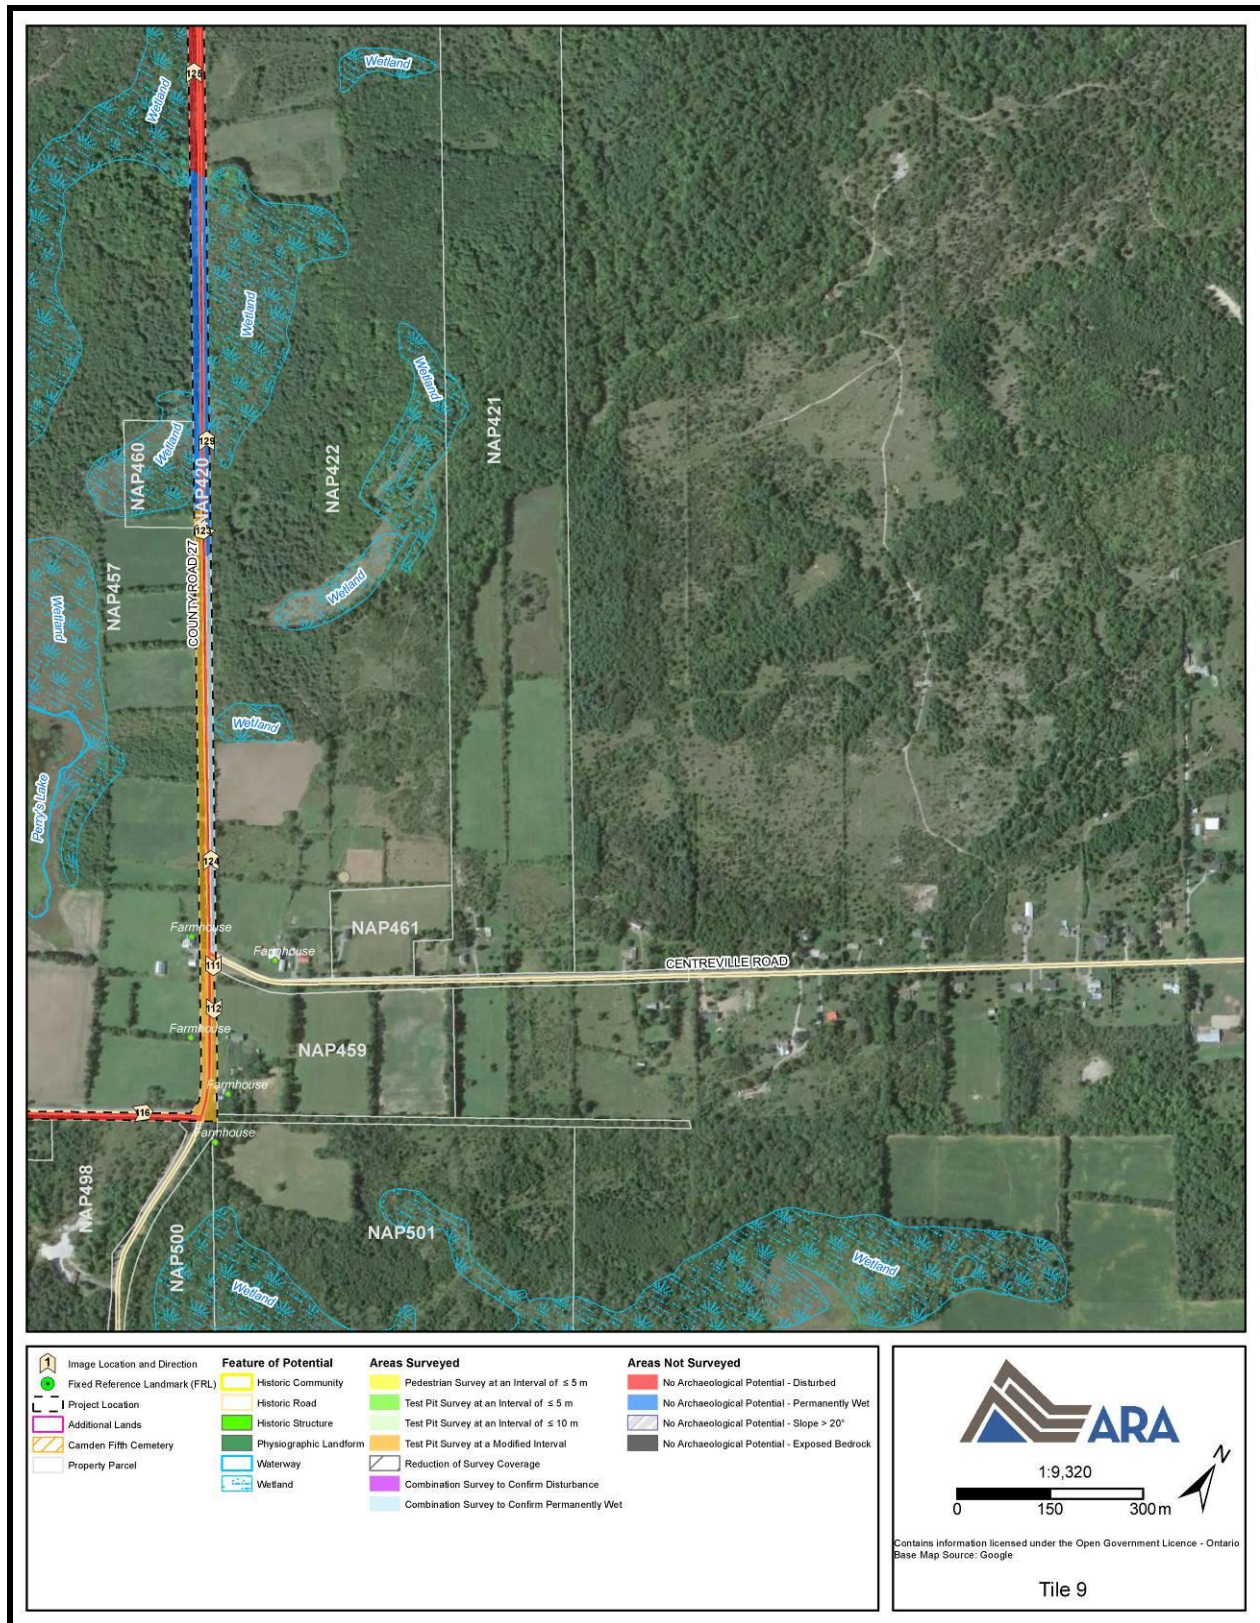 125
Wetland
Wetland
Wetland
Wetland
NAP421
129
Wetland
NAP460
NAP420
NAP422
123
COUNTY ROAD 27
NAP457
Wetland
Wetland
Wetland
Perry's Lake
124
Farmhouse
NAP461
Farmhouse
111
CENTREVILLE ROAD
112
Farmhouse
NAP459
Farmhouse
116
Farmhouse
NAP498
NAP500
NAP501
Wetland
Wetland
1 Image Location and Direction
Fixed Reference Landmark (FRL)
Project Location
Additional Lands
Camden Fifth Cemetery
Property Parcel
Feature of Potential
Historic Community
Historic Road
Historic Structure
Physiographic Landform
Waterway
Wetland
Areas Surveyed
Pedestrian Survey at an Interval of ≤ 5 m
Test Pit Survey at an Interval of ≤ 5 m
Test Pit Survey at an Interval of ≤ 10 m
Test Pit Survey at a Modified Interval
Reduction of Survey Coverage
Combination Survey to Confirm Disturbance
Combination Survey to Confirm Permanently Wet
Areas Not Surveyed
No Archaeological Potential - Disturbed
No Archaeological Potential - Permanently Wet
No Archaeological Potential - Slope > 20°
No Archaeological Potential - Exposed Bedrock
ARA
N
1:9,320
0 150 300 m
Contains information licensed under the Open Government Licence - Ontario
Base Map Source: Google
Tile 9